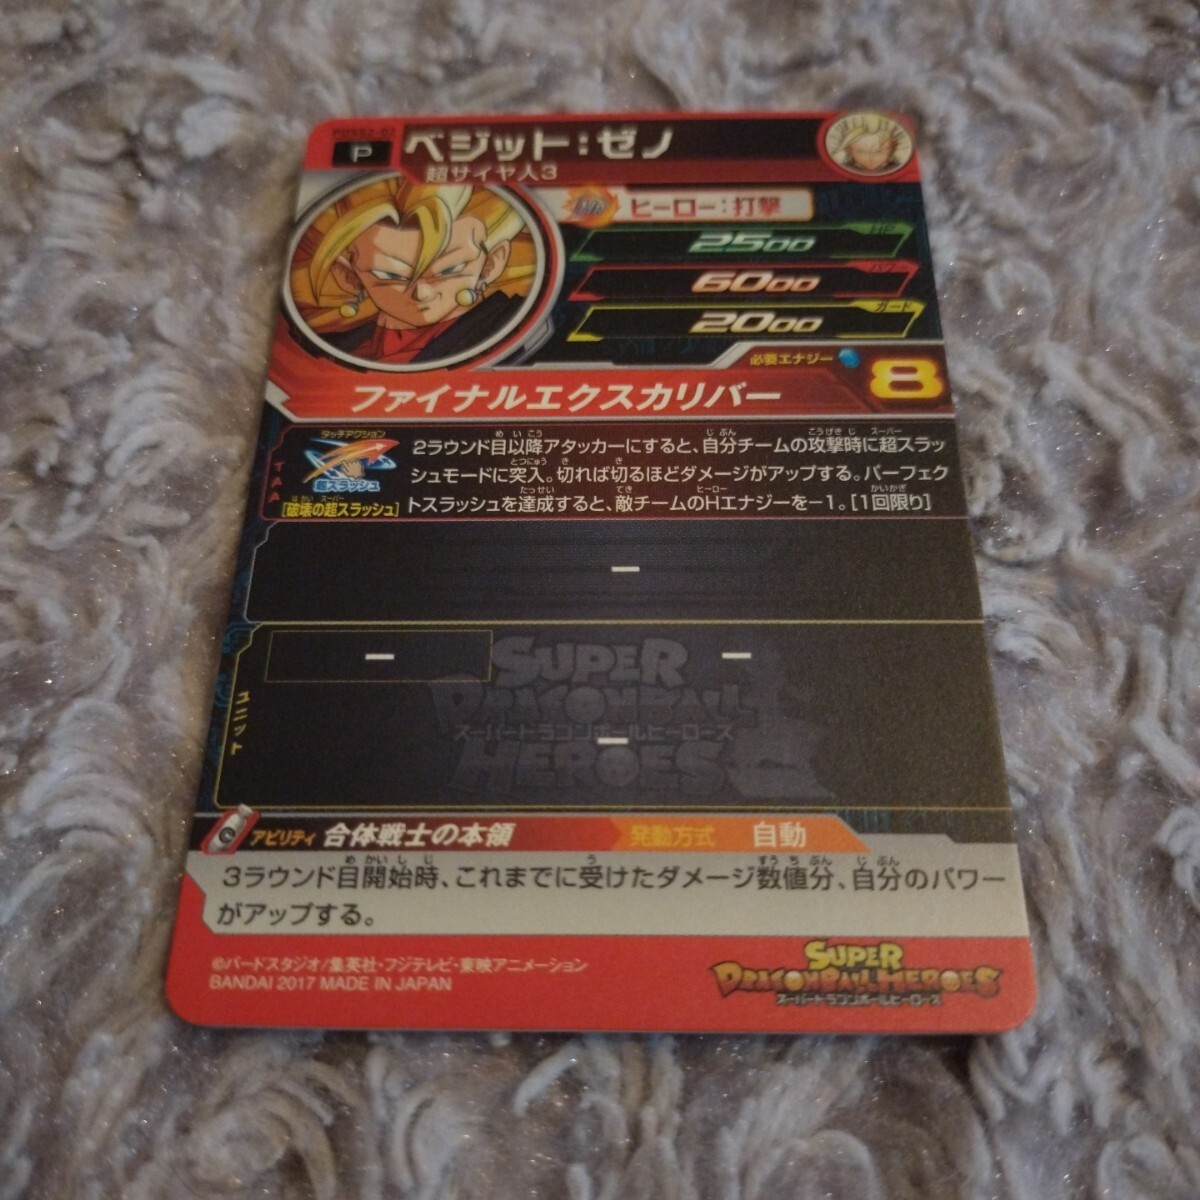 PDSS2-02
P
ベジット:ゼノ
超サイヤ人3
ヒーロー:打撃
2500
HP
6000
パワー
2000
ガード
必要エナジー
8
ファイナルエクスカリバー
CAA
タッチアクション
超スラッシュ
[破壊の超スラッシュ]
2ラウンド目以降アタッカーにすると、自分チームの攻撃時に超スラッ
シュモードに突入。切れば切るほどダメージがアップする。パーフェク
トスラッシュを達成すると、敵チームのHエナジーを-1。[1回限り]
ー
ユニット
ー
ー
ー
SUPER
DRAGONBALL
スーパードラゴンボールヒーローズ
HEROES
アビリティ
合体戦士の本領
発動方式
自動
3ラウンド目開始時、これまでに受けたダメージ数値分、自分のパワー
がアップする。
©バードスタジオ/集英社・フジテレビ・東映アニメーション
BANDAI 2017 MADE IN JAPAN
SUPER
DRAGONBALL HEROES
スーパードラゴンボールヒーローズ